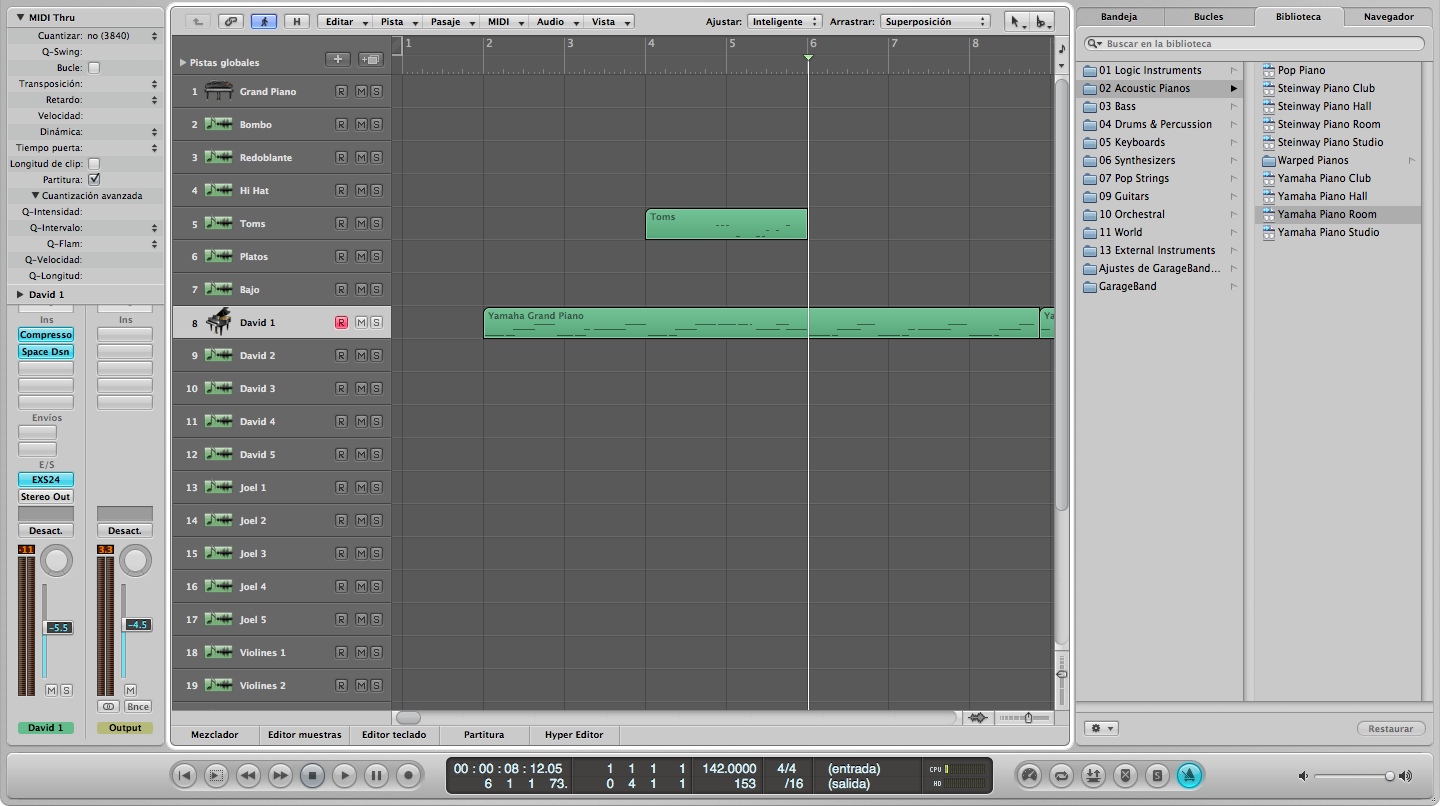 MIDI Thru
Cuantizar: no (3840)
Q-Swing:
Bucle:
Transposición:
Retardo:
Velocidad:
Dinámica:
Tiempo puerta:
Longitud de clip:
Partitura:
Cuantización avanzada
Q-Intensidad:
Q-Intervalo:
Q-Flam:
Q-Velocidad:
Q-Longitud:
David 1
Ins Ins
Compresso
Space Dsn
Envíos
E/S
EXS24
Stereo Out
Desact. Desact.
-11 3.3
-5.5 -4.5
M S M
Bnce
David 1 Output
H Editar Pista Pasaje MIDI Audio Vista Ajustar: Inteligente Arrastrar: Superposición
1 2 3 4 5 6 7 8
Pistas globales
1 Grand Piano R M S
2 Bombo R M S
3 Redoblante R M S
4 Hi Hat R M S
5 Toms R M S
Toms
6 Platos R M S
7 Bajo R M S
8 David 1 R M S
Yamaha Grand Piano Ya
9 David 2 R M S
10 David 3 R M S
11 David 4 R M S
12 David 5 R M S
13 Joel 1 R M S
14 Joel 2 R M S
15 Joel 3 R M S
16 Joel 4 R M S
17 Joel 5 R M S
18 Violines 1 R M S
19 Violines 2 R M S
Mezclador Editor muestras Editor teclado Partitura Hyper Editor
Bandeja Bucles Biblioteca Navegador
Buscar en la biblioteca
01 Logic Instruments
02 Acoustic Pianos
03 Bass
04 Drums & Percussion
05 Keyboards
06 Synthesizers
07 Pop Strings
09 Guitars
10 Orchestral
11 World
13 External Instruments
Ajustes de GarageBand...
GarageBand
Pop Piano
Steinway Piano Club
Steinway Piano Hall
Steinway Piano Room
Steinway Piano Studio
Warped Pianos
Yamaha Piano Club
Yamaha Piano Hall
Yamaha Piano Room
Yamaha Piano Studio
Restaurar
00 : 00 : 08 : 12.05 1 1 1 1 142.0000 4/4 (entrada) CPU
6 1 1 73. 0 4 1 1 153 /16 (salida) HD
S